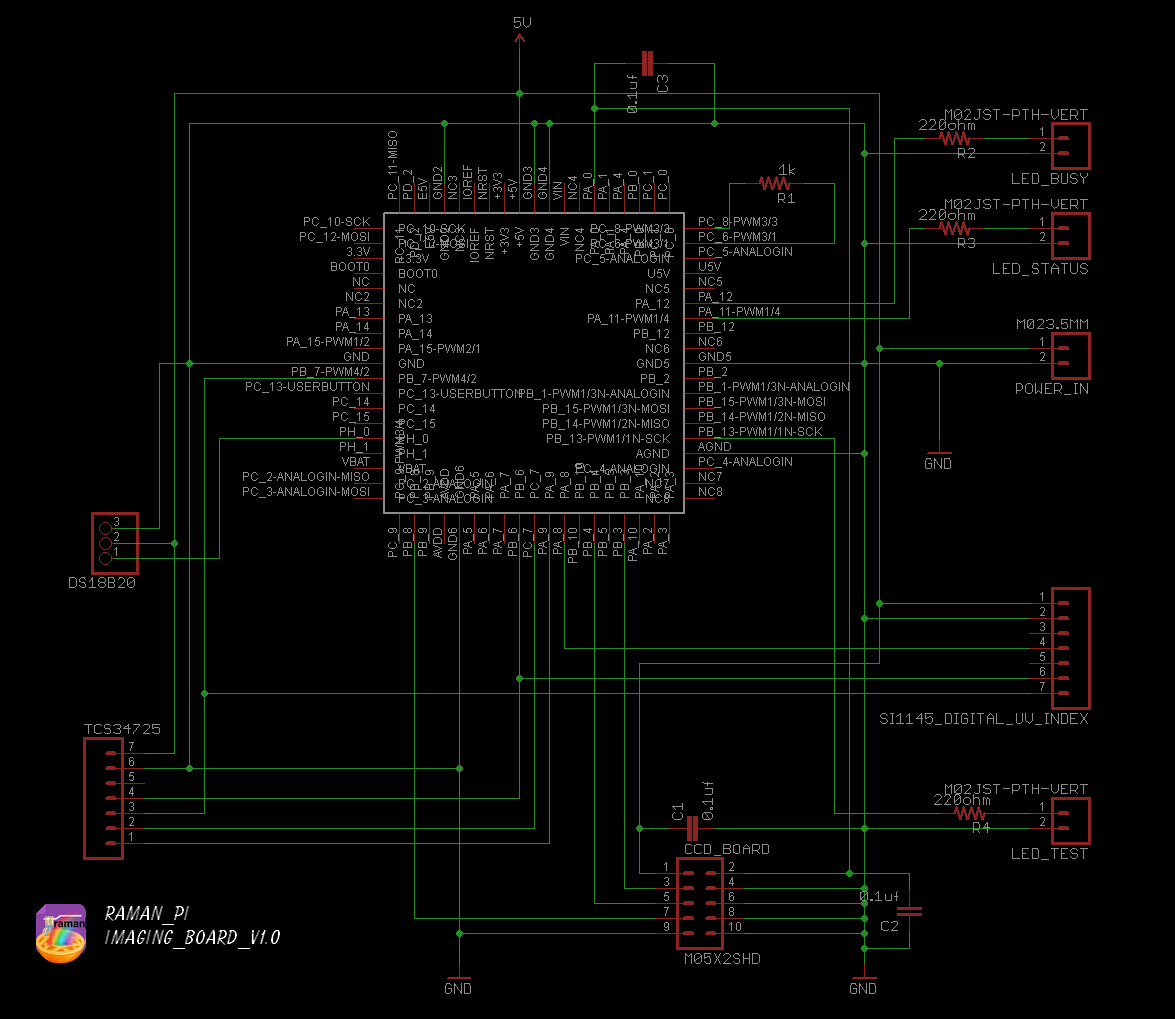 5V
0.1uf
C3
M02JST-PTH-VERT
220ohm
R2
1
2
LED_BUSY
PC_11-MISO
PD_2
E5V
GND2
NC3
IOREF
NRST
+3V3
+5V
GND3
GND4
VIN
NC4
PA_0
PA_1
PA_4
PB_0
PC_1
PC_0
1k
R1
M02JST-PTH-VERT
220ohm
R3
1
2
LED_STATUS
PC_10-SCK
PC_12-MOSI
3.3V
BOOT0
NC
NC2
PA_13
PA_14
PA_15-PWM1/2
GND
PB_7-PWM4/2
PC_13-USERBUTTON
PC_14
PC_15
PH_0
PH_1
VBAT
PC_2-ANALOGIN-MISO
PC_3-ANALOGIN-MOSI
PC_10-SCK
3.3V
BOOT0
NC
NC2
PA_13
PA_14
PA_15-PWM2/1
GND
PB_7-PWM4/2
PC_13-USERBUTTON
PC_14
PC_15
PH_0
PH_1
VBAT
PC_2-ANALOGIN
PC_3-ANALOGIN
IOREF
NRST
+3V3
+5V
GND3
GND4
VIN
NC4
PC_8-PWM3/2
PC_6-PWM3/1
PC_5-ANALOGIN
U5V
NC5
PA_12
PA_11-PWM1/4
PB_12
NC6
GND5
PB_2
PB_1-PWM1/3N-ANALOGIN
PB_15-PWM1/3N-MOSI
PB_14-PWM1/2N-MISO
PB_13-PWM1/1N-SCK
AGND
PC_4-ANALOGIN
NC7
NC8
PC_8-PWM3/3
PC_6-PWM3/1
PC_5-ANALOGIN
U5V
NC5
PA_12
PA_11-PWM1/4
PB_12
NC6
GND5
PB_2
PB_1-PWM1/3N-ANALOGIN
PB_15-PWM1/3N-MOSI
PB_14-PWM1/2N-MISO
PB_13-PWM1/1N-SCK
AGND
PC_4-ANALOGIN
NC7
NC8
M023.5MM
1
2
POWER_IN
GND
PC_9
PB_8
PB_9
AVDD
GND6
PA_5
PA_6
PA_7
PB_6
PC_7
PA_9
PA_8
PB_10
PB_4
PB_5
PB_3
PA_10
PA_2
PA_3
3
2
1
DS18B20
1
2
3
4
5
6
7
SI1145_DIGITAL_UV_INDEX
TCS34725
7
6
5
4
3
2
1
C1
0.1uf
CCD_BOARD
1
3
5
7
9
2
4
6
8
10
M05X2SHD
M02JST-PTH-VERT
220ohm
R4
1
2
LED_TEST
0.1uf
C2
raman
RAMAN_PI
IMAGING_BOARD_V1.0
GND
GND